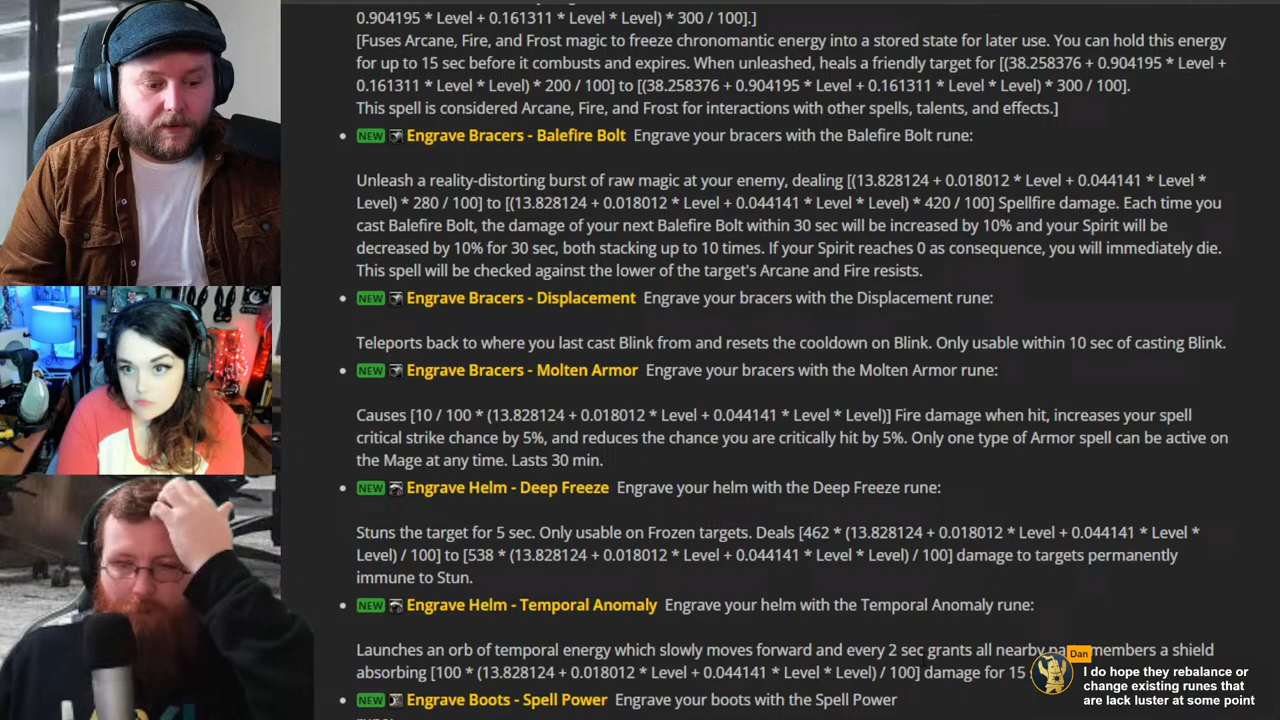 0.904195 * Level + 0.161311 * Level * Level) * 300 / 100].]
[Fuses Arcane, Fire, and Frost magic to freeze chronomantic energy into a stored state for later use. You can hold this energy
for up to 15 sec before it combusts and expires. When unleashed, heals a friendly target for [(38.258376 + 0.904195 * Level +
0.161311 * Level * Level) * 200 / 100] to [(38.258376 + 0.904195 * Level + 0.161311 * Level * Level) * 300 / 100].
This spell is considered Arcane, Fire, and Frost for interactions with other spells, talents, and effects.]
• NEW Engrave Bracers - Balefire Bolt Engrave your bracers with the Balefire Bolt rune:
Unleash a reality-distorting burst of raw magic at your enemy, dealing [(13.828124 + 0.018012 * Level + 0.044141 * Level *
Level) * 280 / 100] to [(13.828124 + 0.018012 * Level + 0.044141 * Level * Level) * 420 / 100] Spellfire damage. Each time you
cast Balefire Bolt, the damage of your next Balefire Bolt within 30 sec will be increased by 10% and your Spirit will be
decreased by 10% for 30 sec, both stacking up to 10 times. If your Spirit reaches 0 as consequence, you will immediately die.
This spell will be checked against the lower of the target's Arcane and Fire resists.
• NEW Engrave Bracers - Displacement Engrave your bracers with the Displacement rune:
Teleports back to where you last cast Blink from and resets the cooldown on Blink. Only usable within 10 sec of casting Blink.
• NEW Engrave Bracers - Molten Armor Engrave your bracers with the Molten Armor rune:
Causes [10 / 100 * (13.828124 + 0.018012 * Level + 0.044141 * Level * Level)] Fire damage when hit, increases your spell
critical strike chance by 5%, and reduces the chance you are critically hit by 5%. Only one type of Armor spell can be active on
the Mage at any time. Lasts 30 min.
• NEW Engrave Helm - Deep Freeze Engrave your helm with the Deep Freeze rune:
Stuns the target for 5 sec. Only usable on Frozen targets. Deals [462 * (13.828124 + 0.018012 * Level + 0.044141 * Level *
Level) / 100] to [538 * (13.828124 + 0.018012 * Level + 0.044141 * Level * Level) / 100] damage to targets permanently
immune to Stun.
• NEW Engrave Helm - Temporal Anomaly Engrave your helm with the Temporal Anomaly rune:
Launches an orb of temporal energy which slowly moves forward and every 2 sec grants all nearby members a shield
absorbing [100 * (13.828124 + 0.018012 * Level + 0.044141 * Level * Level) / 100] damage for 15
• NEW Engrave Boots - Spell Power Engrave your boots with the Spell Power
Dan
I do hope they rebalance or
change existing runes that
are lack luster at some point